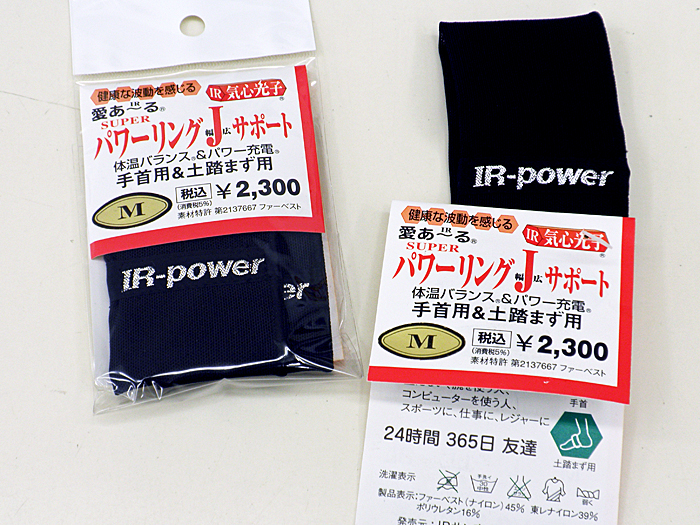 健康な波動を感じる
IR 気心光子®
愛あ〜る®
IR
SUPER
パワーリングJサポート
幅広
体温バランス®&パワー充電®
手首用&土踏まず用
M
税込 ¥2,300
(消費税5%)
素材特許 第2137667 ファーベスト
IR-power
er
IR-power
健康な波動を感じる
IR 気心光子®
愛あ〜る®
IR
SUPER
パワーリングJサポート
幅広
体温バランス®&パワー充電®
手首用&土踏まず用
M
税込 ¥2,300
(消費税5%)
素材特許 第2137667 ファーベスト
コンピューターを使う人、
スポーツに、仕事に、レジャーに
24時間 365日 友達
手首
土踏まず用
洗濯表示
製品表示:ファーベスト(ナイロン)45% 東レナイロン39%
ポリウレタン16%
発売元: